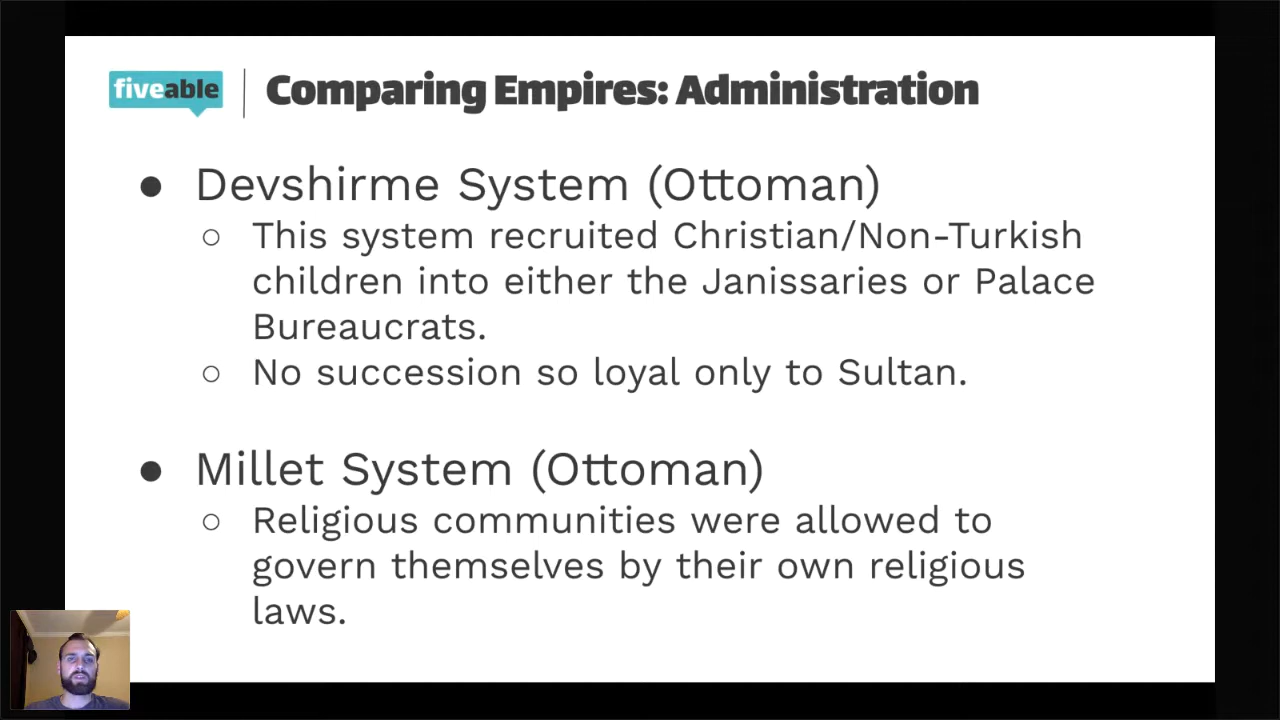 fiveable
Comparing Empires: Administration
● Devshirme System (Ottoman)
○ This system recruited Christian/Non-Turkish
children into either the Janissaries or Palace
Bureaucrats.
○ No succession so loyal only to Sultan.
● Millet System (Ottoman)
○ Religious communities were allowed to
govern themselves by their own religious
laws.